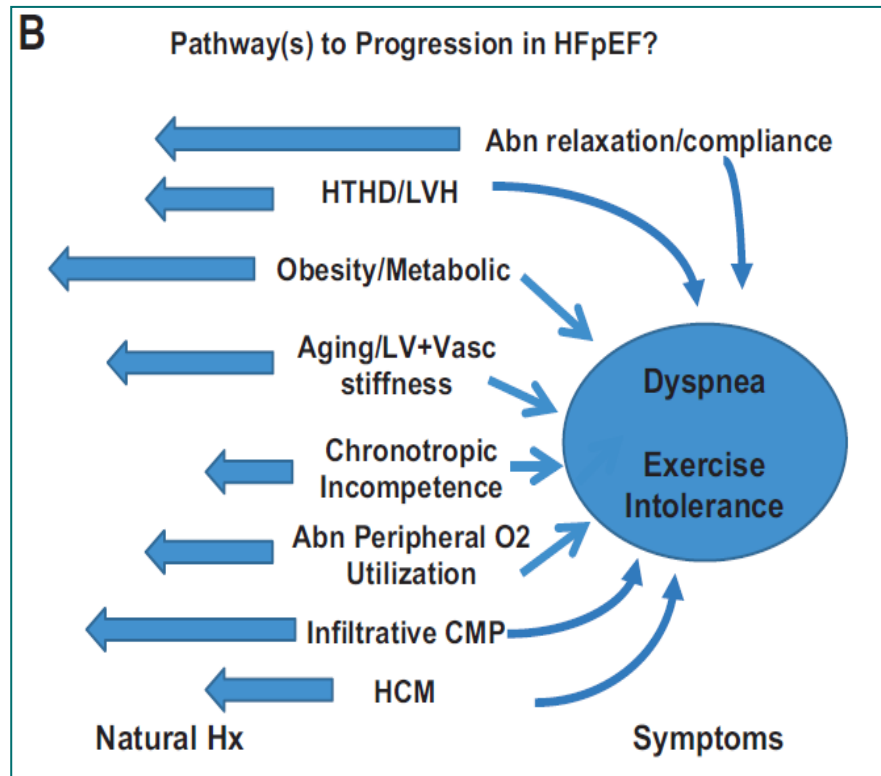 B
Pathway(s) to Progression in HFpEF?
Abn relaxation/compliance
HTHD/LVH
Obesity/Metabolic
Aging/LV+Vasc
stiffness
Chronotropic
Incompetence
Abn Peripheral O2
Utilization
Infiltrative CMP
HCM
Dyspnea
Exercise
Intolerance
Natural Hx
Symptoms